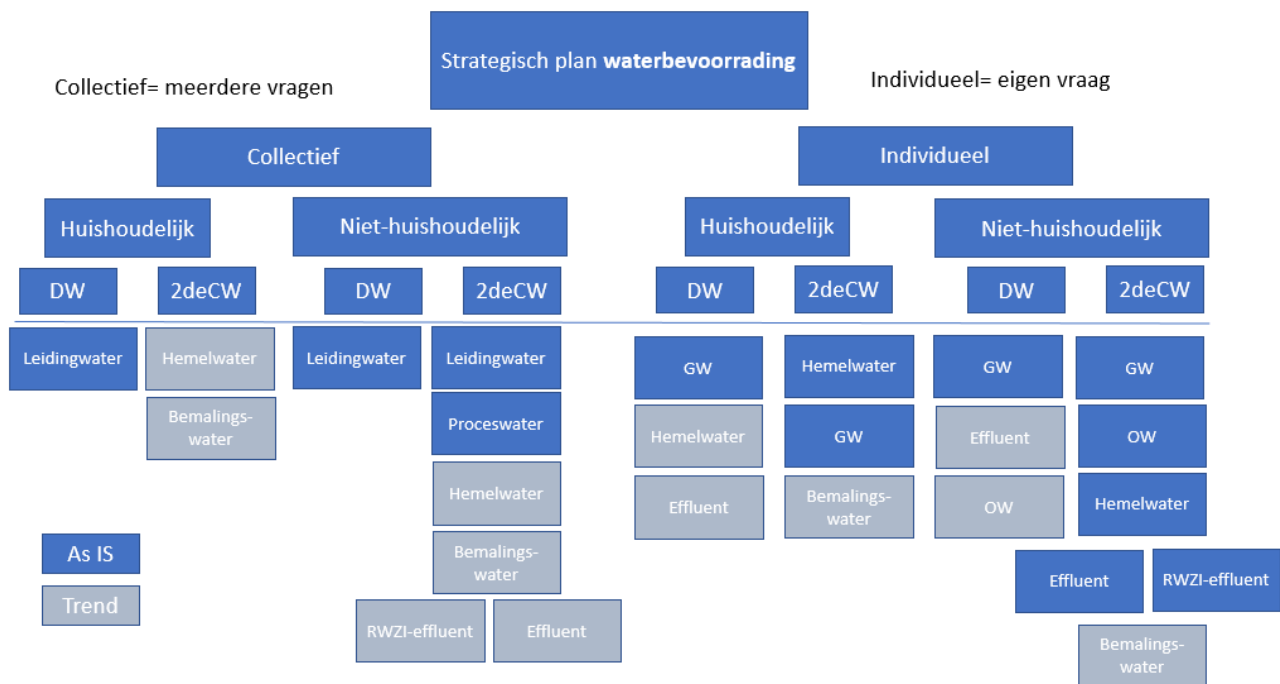 Strategisch plan waterbevoorrading
Collectief= meerdere vragen
Individueel= eigen vraag
Collectief
Individueel
Huishoudelijk
Niet-huishoudelijk
Huishoudelijk
Niet-huishoudelijk
DW
2deCW
DW
2deCW
DW
2deCW
DW
2deCW
Leidingwater
Hemelwater
Leidingwater
Leidingwater
GW
Hemelwater
GW
GW
Bemalings-
water
Proceswater
Hemelwater
GW
Effluent
OW
Hemelwater
Effluent
Bemalings-
water
OW
Hemelwater
As IS
Bemalings-
water
Effluent
RWZI-effluent
Trend
RWZI-effluent
Effluent
Bemalings-
water